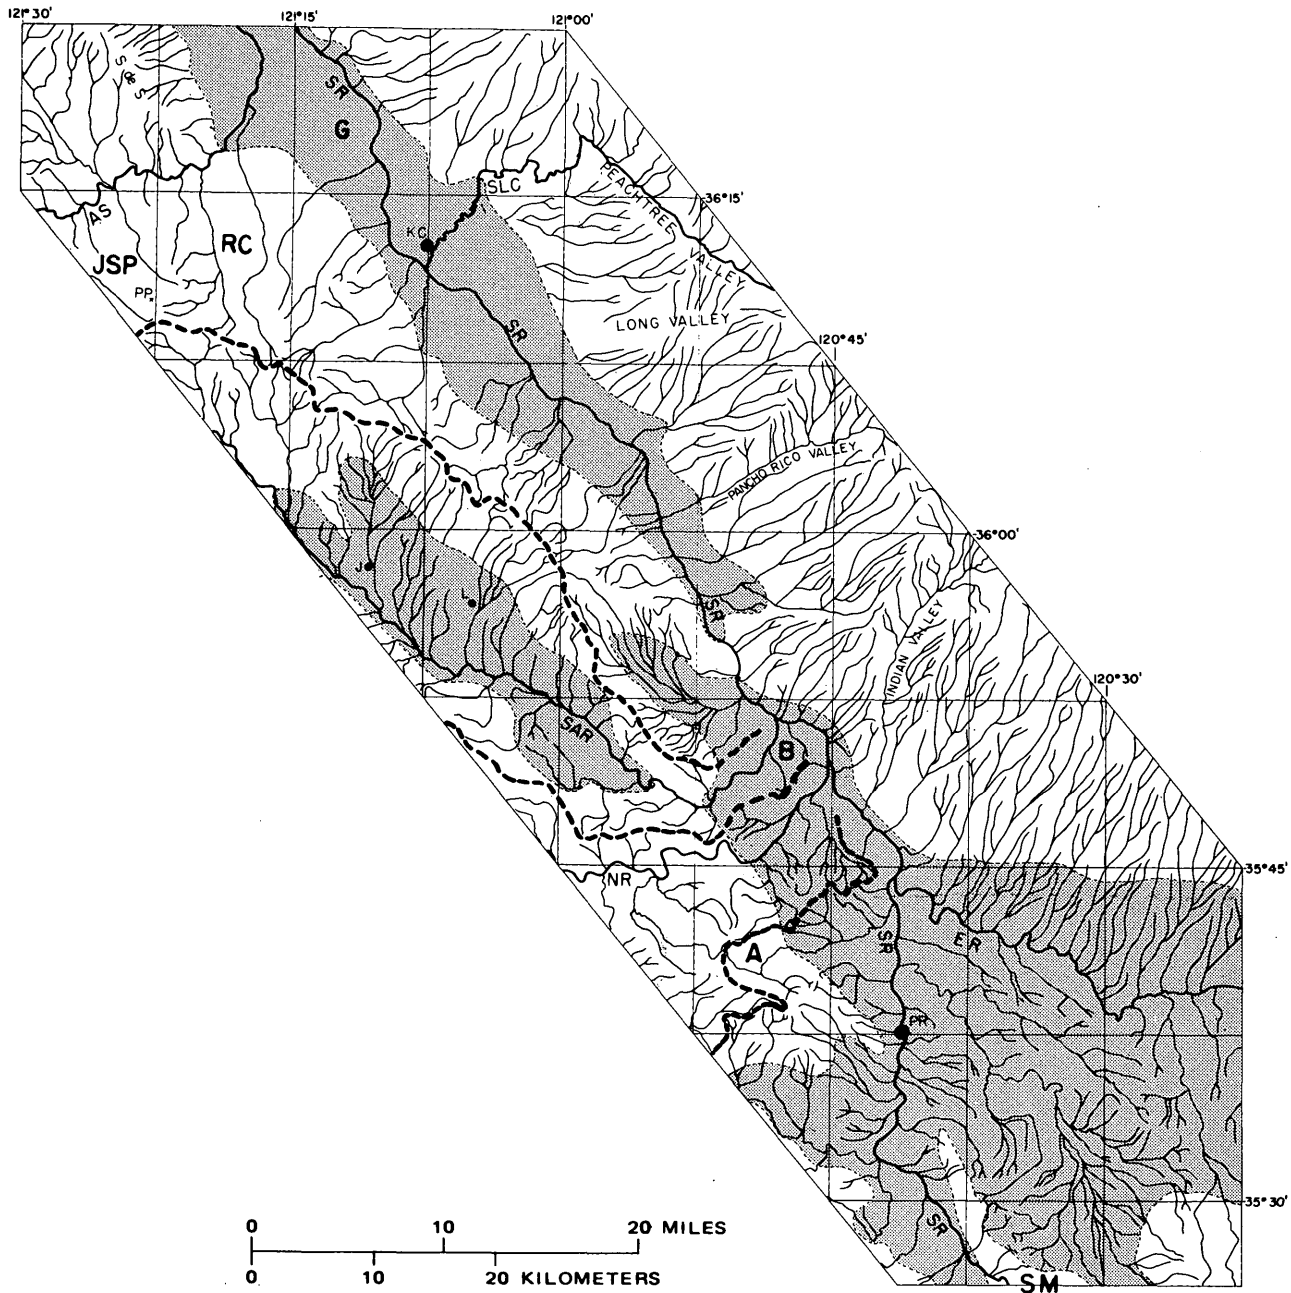 121°30'
121°15'
121°00'
S de S
SR
G
SLC
PEACHTREE
VALLEY
36°15'
AS
RC
KC
JSP
PP
SR
LONG VALLEY
120°45'
PANCHO RICO VALLEY
36°00'
J
L
SR
INDIAN VALLEY
120°30'
SAR
B
35°45'
NR
SR
ER
A
PR
35°30'
SR
SM
0 10 20 MILES
0 10 20 KILOMETERS